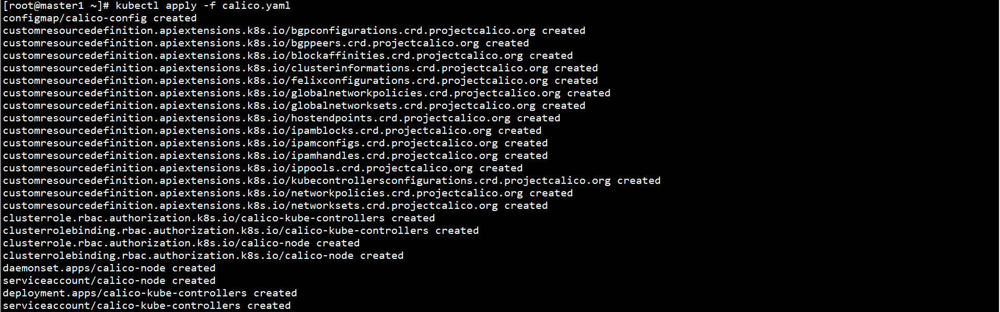 [root@master1 ~]# kubectl apply -f calico.yaml
configmap/calico-config created
customresourcedefinition.apiextensions.k8s.io/bgpconfigurations.crd.projectcalico.org created
customresourcedefinition.apiextensions.k8s.io/bgppeers.crd.projectcalico.org created
customresourcedefinition.apiextensions.k8s.io/blockaffinities.crd.projectcalico.org created
customresourcedefinition.apiextensions.k8s.io/clusterinformations.crd.projectcalico.org created
customresourcedefinition.apiextensions.k8s.io/felixconfigurations.crd.projectcalico.org created
customresourcedefinition.apiextensions.k8s.io/globalnetworkpolicies.crd.projectcalico.org created
customresourcedefinition.apiextensions.k8s.io/globalnetworksets.crd.projectcalico.org created
customresourcedefinition.apiextensions.k8s.io/hostendpoints.crd.projectcalico.org created
customresourcedefinition.apiextensions.k8s.io/ipamblocks.crd.projectcalico.org created
customresourcedefinition.apiextensions.k8s.io/ipamconfigs.crd.projectcalico.org created
customresourcedefinition.apiextensions.k8s.io/ipamhandles.crd.projectcalico.org created
customresourcedefinition.apiextensions.k8s.io/ippools.crd.projectcalico.org created
customresourcedefinition.apiextensions.k8s.io/kubecontrollersconfigurations.crd.projectcalico.org created
customresourcedefinition.apiextensions.k8s.io/networkpolicies.crd.projectcalico.org created
customresourcedefinition.apiextensions.k8s.io/networksets.crd.projectcalico.org created
clusterrole.rbac.authorization.k8s.io/calico-kube-controllers created
clusterrolebinding.rbac.authorization.k8s.io/calico-kube-controllers created
clusterrole.rbac.authorization.k8s.io/calico-node created
clusterrolebinding.rbac.authorization.k8s.io/calico-node created
daemonset.apps/calico-node created
serviceaccount/calico-node created
deployment.apps/calico-kube-controllers created
serviceaccount/calico-kube-controllers created